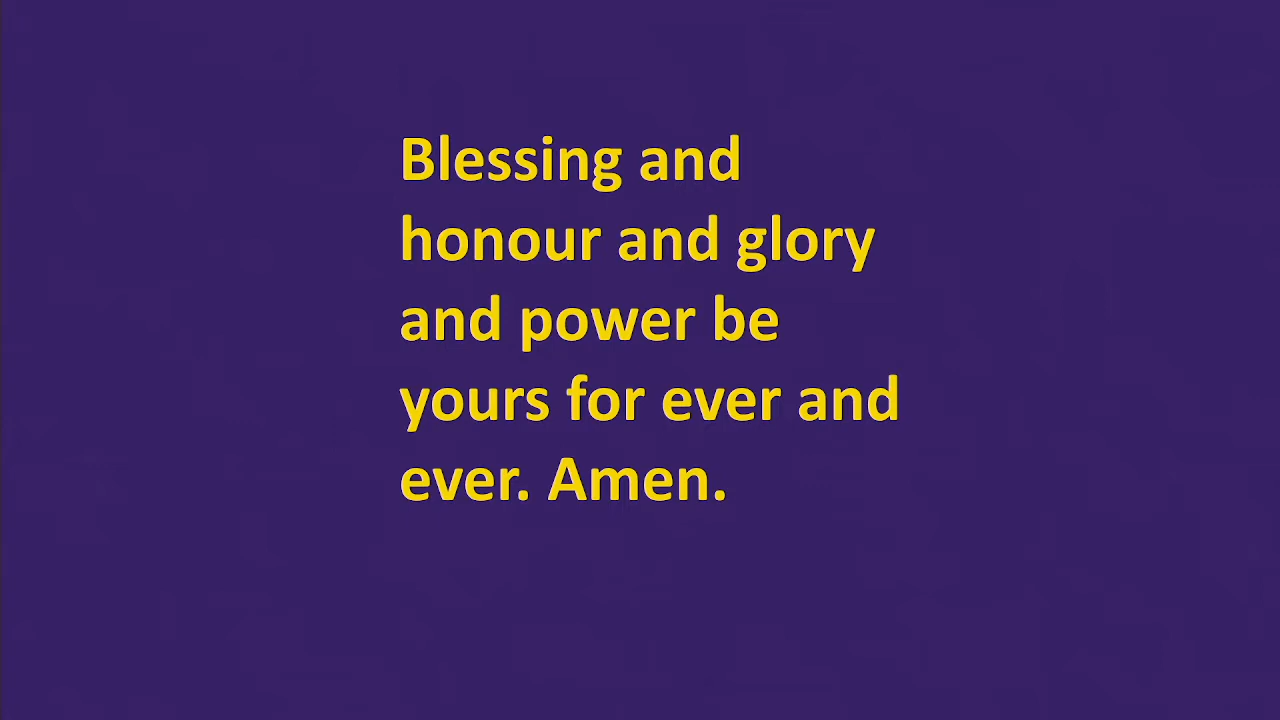 Blessing and
honour and glory
and power be
yours for ever and
ever. Amen.